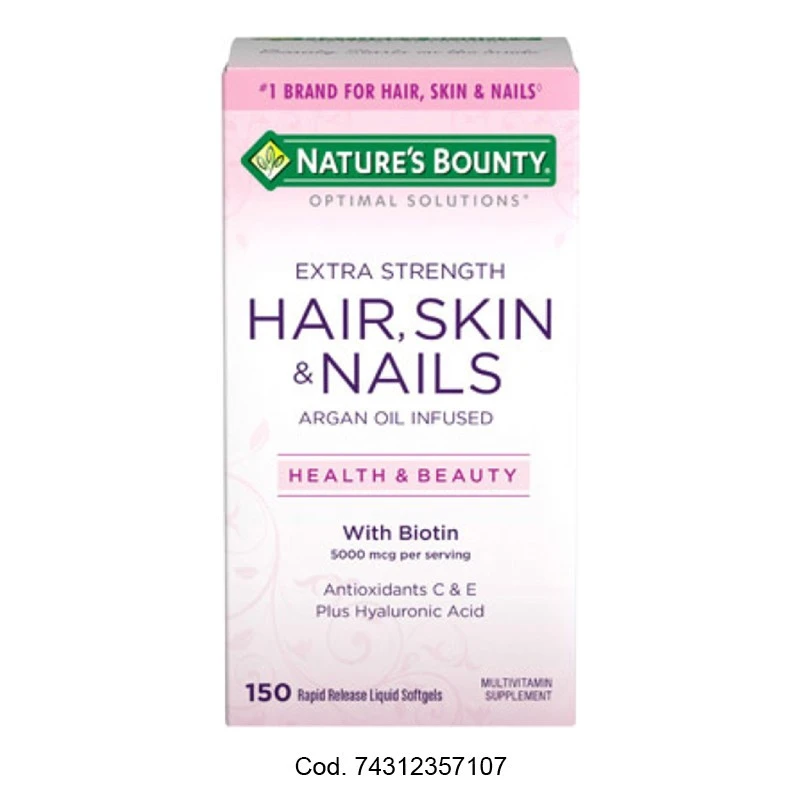 #1 BRAND FOR HAIR, SKIN & NAILS◊
NATURE'S BOUNTY®
OPTIMAL SOLUTIONS®
EXTRA STRENGTH
HAIR, SKIN
& NAILS
ARGAN OIL INFUSED
HEALTH & BEAUTY
With Biotin
5000 mcg per serving
Antioxidants C & E
Plus Hyaluronic Acid
150 Rapid Release Liquid Softgels
MULTIVITAMIN
SUPPLEMENT
Cod. 74312357107